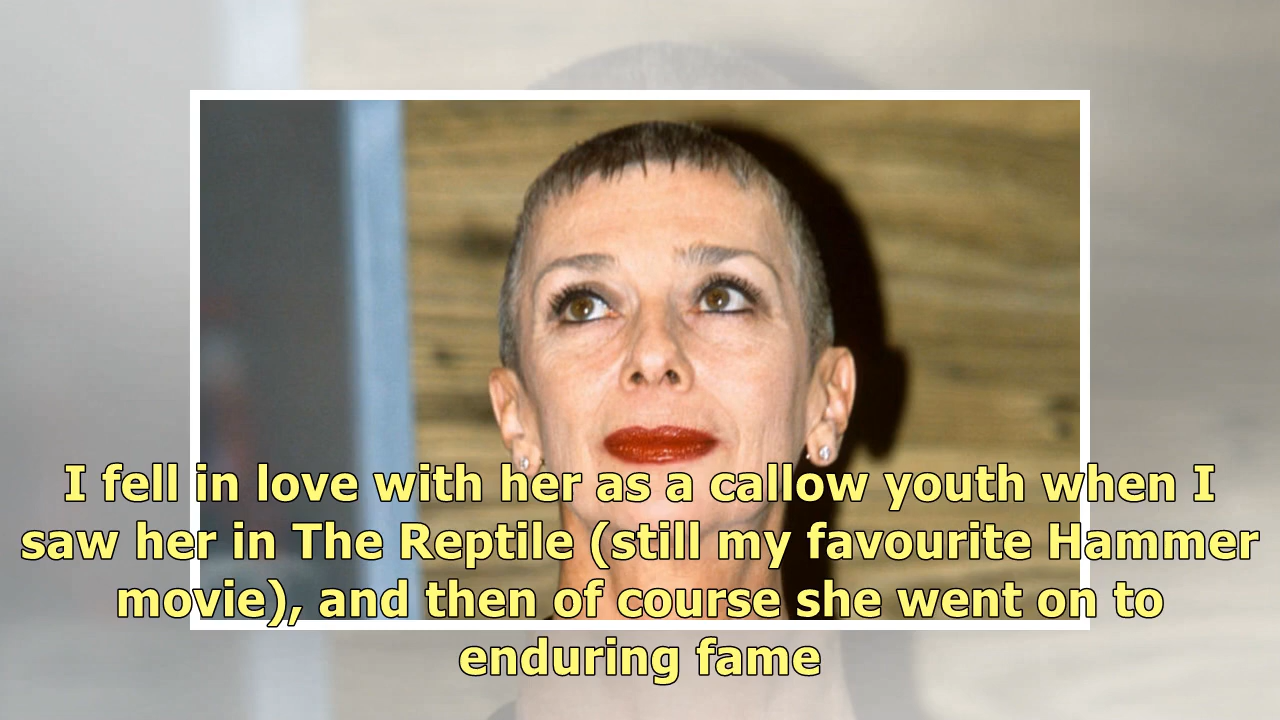 I fell in love with her as a callow youth when I
saw her in The Reptile (still my favourite Hammer
movie), and then of course she went on to
enduring fame